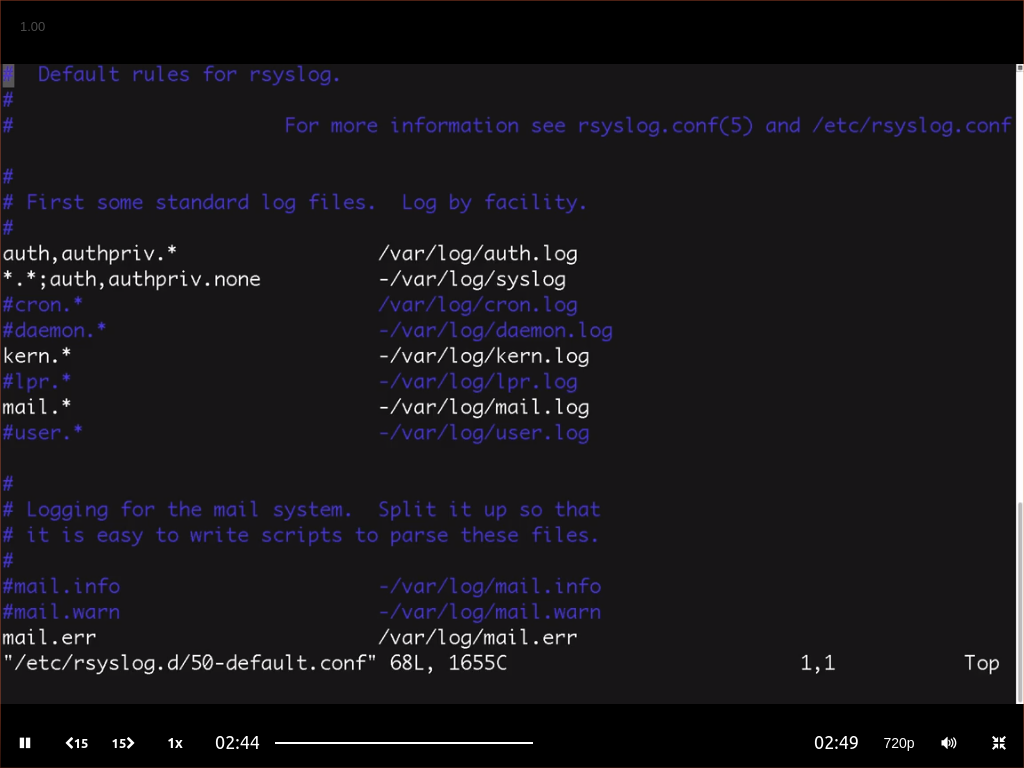 1.00
#  Default rules for rsyslog.
#
#                       For more information see rsyslog.conf(5) and /etc/rsyslog.conf

#
# First some standard log files.  Log by facility.
#
auth,authpriv.*                 /var/log/auth.log
*.*;auth,authpriv.none          -/var/log/syslog
#cron.*                         /var/log/cron.log
#daemon.*                       -/var/log/daemon.log
kern.*                          -/var/log/kern.log
#lpr.*                          -/var/log/lpr.log
mail.*                          -/var/log/mail.log
#user.*                         -/var/log/user.log

#
# Logging for the mail system.  Split it up so that
# it is easy to write scripts to parse these files.
#
#mail.info                      -/var/log/mail.info
#mail.warn                      -/var/log/mail.warn
mail.err                        /var/log/mail.err
"/etc/rsyslog.d/50-default.conf" 68L, 1655C                         1,1           Top
15 15 1x 02:44 02:49 720p